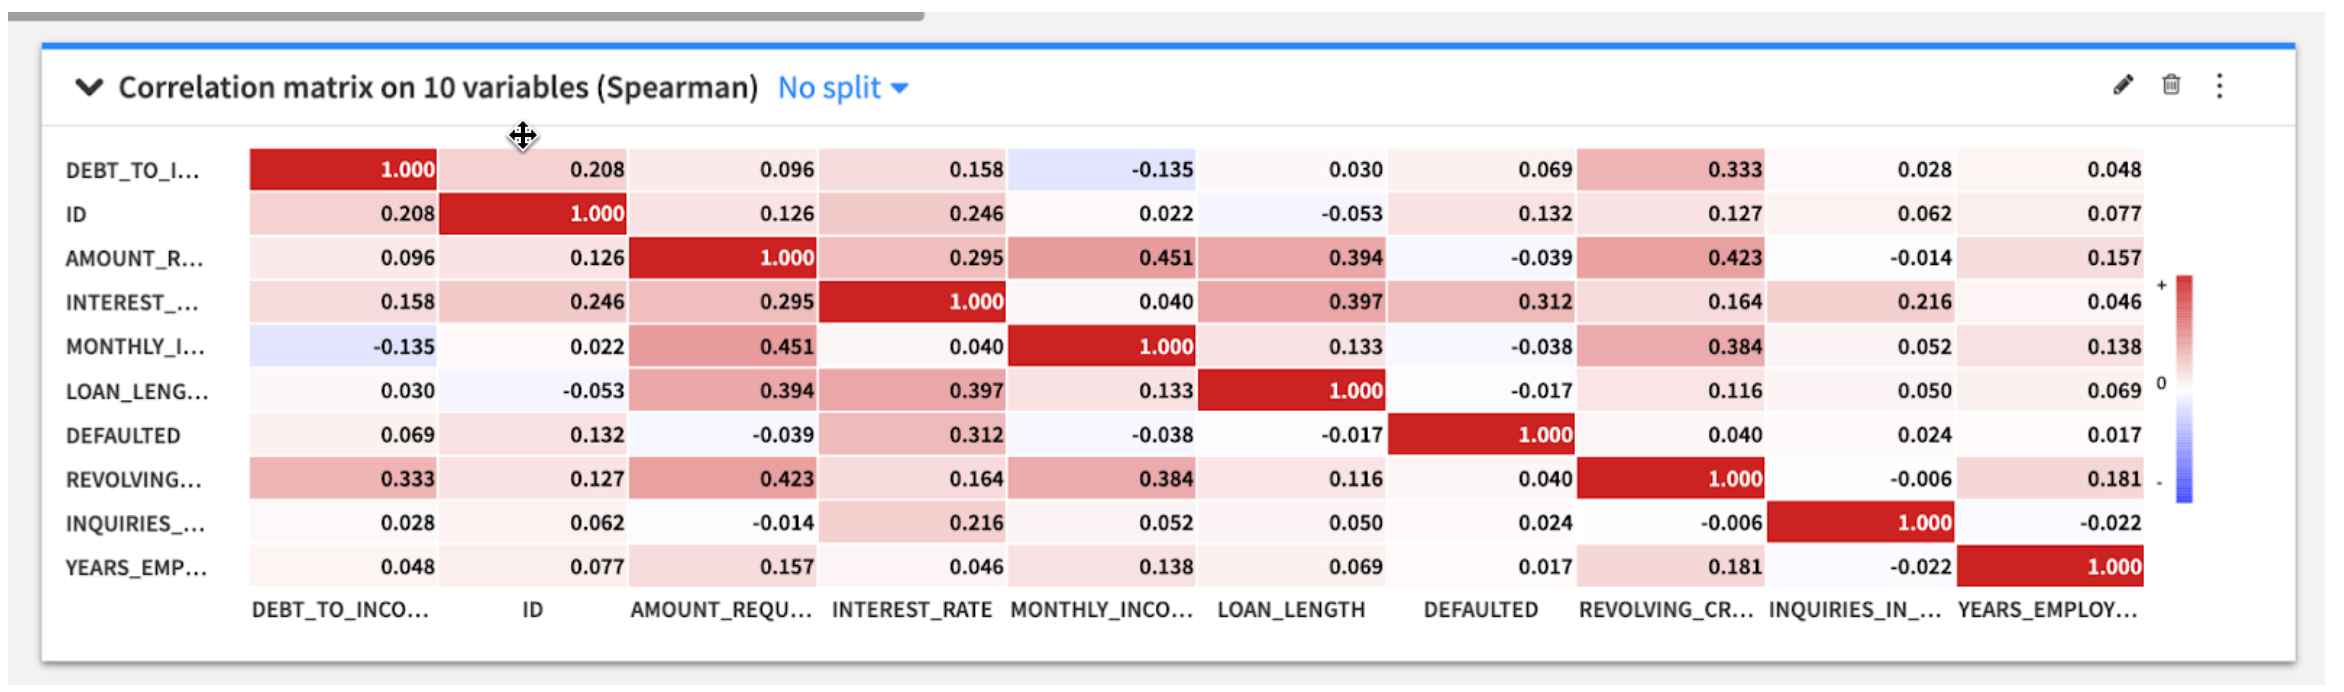 Correlation matrix on 10 variables (Spearman) No split
DEBT_TO_I... 1.000 0.208 0.096 0.158 -0.135 0.030 0.069 0.333 0.028 0.048
ID 0.208 1.000 0.126 0.246 0.022 -0.053 0.132 0.127 0.062 0.077
AMOUNT_R... 0.096 0.126 1.000 0.295 0.451 0.394 -0.039 0.423 -0.014 0.157
INTEREST_... 0.158 0.246 0.295 1.000 0.040 0.397 0.312 0.164 0.216 0.046
MONTHLY_I... -0.135 0.022 0.451 0.040 1.000 0.133 -0.038 0.384 0.052 0.138
LOAN_LENG... 0.030 -0.053 0.394 0.397 0.133 1.000 -0.017 0.116 0.050 0.069
DEFAULTED 0.069 0.132 -0.039 0.312 -0.038 -0.017 1.000 0.040 0.024 0.017
REVOLVING... 0.333 0.127 0.423 0.164 0.384 0.116 0.040 1.000 -0.006 0.181
INQUIRIES_... 0.028 0.062 -0.014 0.216 0.052 0.050 0.024 -0.006 1.000 -0.022
YEARS_EMP... 0.048 0.077 0.157 0.046 0.138 0.069 0.017 0.181 -0.022 1.000
DEBT_TO_INCO... ID AMOUNT_REQU... INTEREST_RATE MONTHLY_INCO... LOAN_LENGTH DEFAULTED REVOLVING_CR... INQUIRIES_IN_... YEARS_EMPLOY...
+
0
-